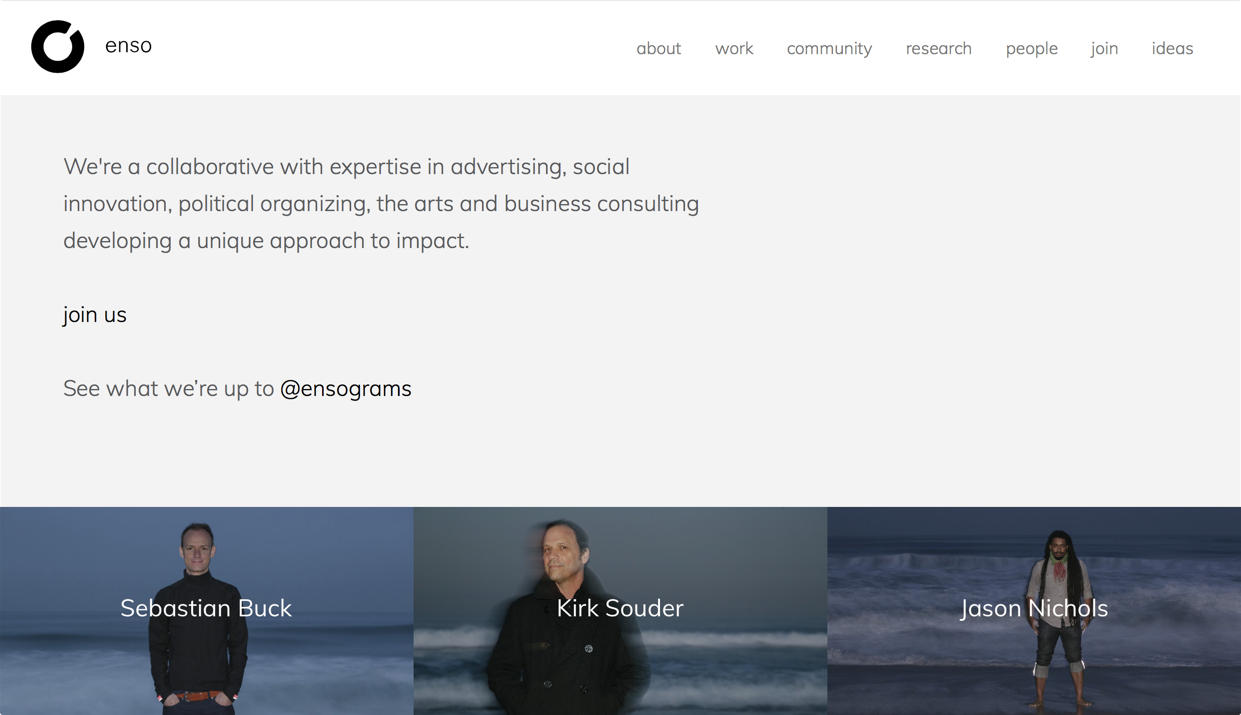 enso
about work community research people join ideas
We're a collaborative with expertise in advertising, social
innovation, political organizing, the arts and business consulting
developing a unique approach to impact.
join us
See what we’re up to @ensograms
Sebastian Buck
Kirk Souder
Jason Nichols